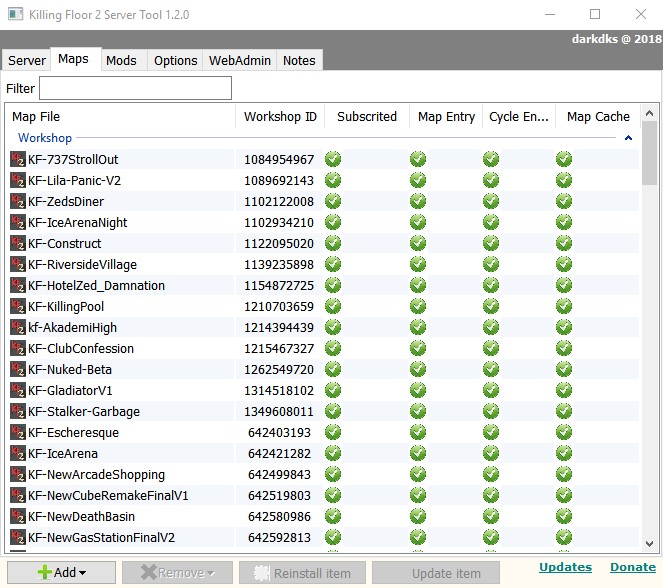 Killing Floor 2 Server Tool 1.2.0
darkdks @ 2018
Server Maps Mods Options WebAdmin Notes
Filter
Map File Workshop ID Subscrited Map Entry Cycle En... Map Cache
Workshop
KF-737StrollOut 1084954967
KF-Lila-Panic-V2 1089692143
KF-ZedsDiner 1102122008
KF-IceArenaNight 1102934210
KF-Construct 1122095020
KF-RiversideVillage 1139235898
KF-HotelZed_Damnation 1154872725
KF-KillingPool 1210703659
kf-AkademiHigh 1214394439
KF-ClubConfession 1215467327
KF-Nuked-Beta 1262549720
KF-GladiatorV1 1314518102
KF-Stalker-Garbage 1349608011
KF-Escheresque 642403193
KF-IceArena 642421282
KF-NewArcadeShopping 642499843
KF-NewCubeRemakeFinalV1 642519803
KF-NewDeathBasin 642580986
KF-NewGasStationFinalV2 642592813
Add Remove Reinstall item Update item Updates Donate